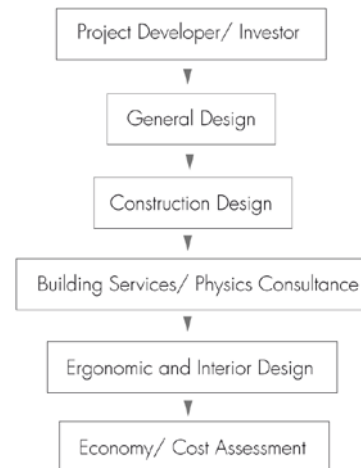 Project Developer/ Investor
General Design
Construction Design
Building Services/ Physics Consultance
Ergonomic and Interior Design
Economy/ Cost Assessment